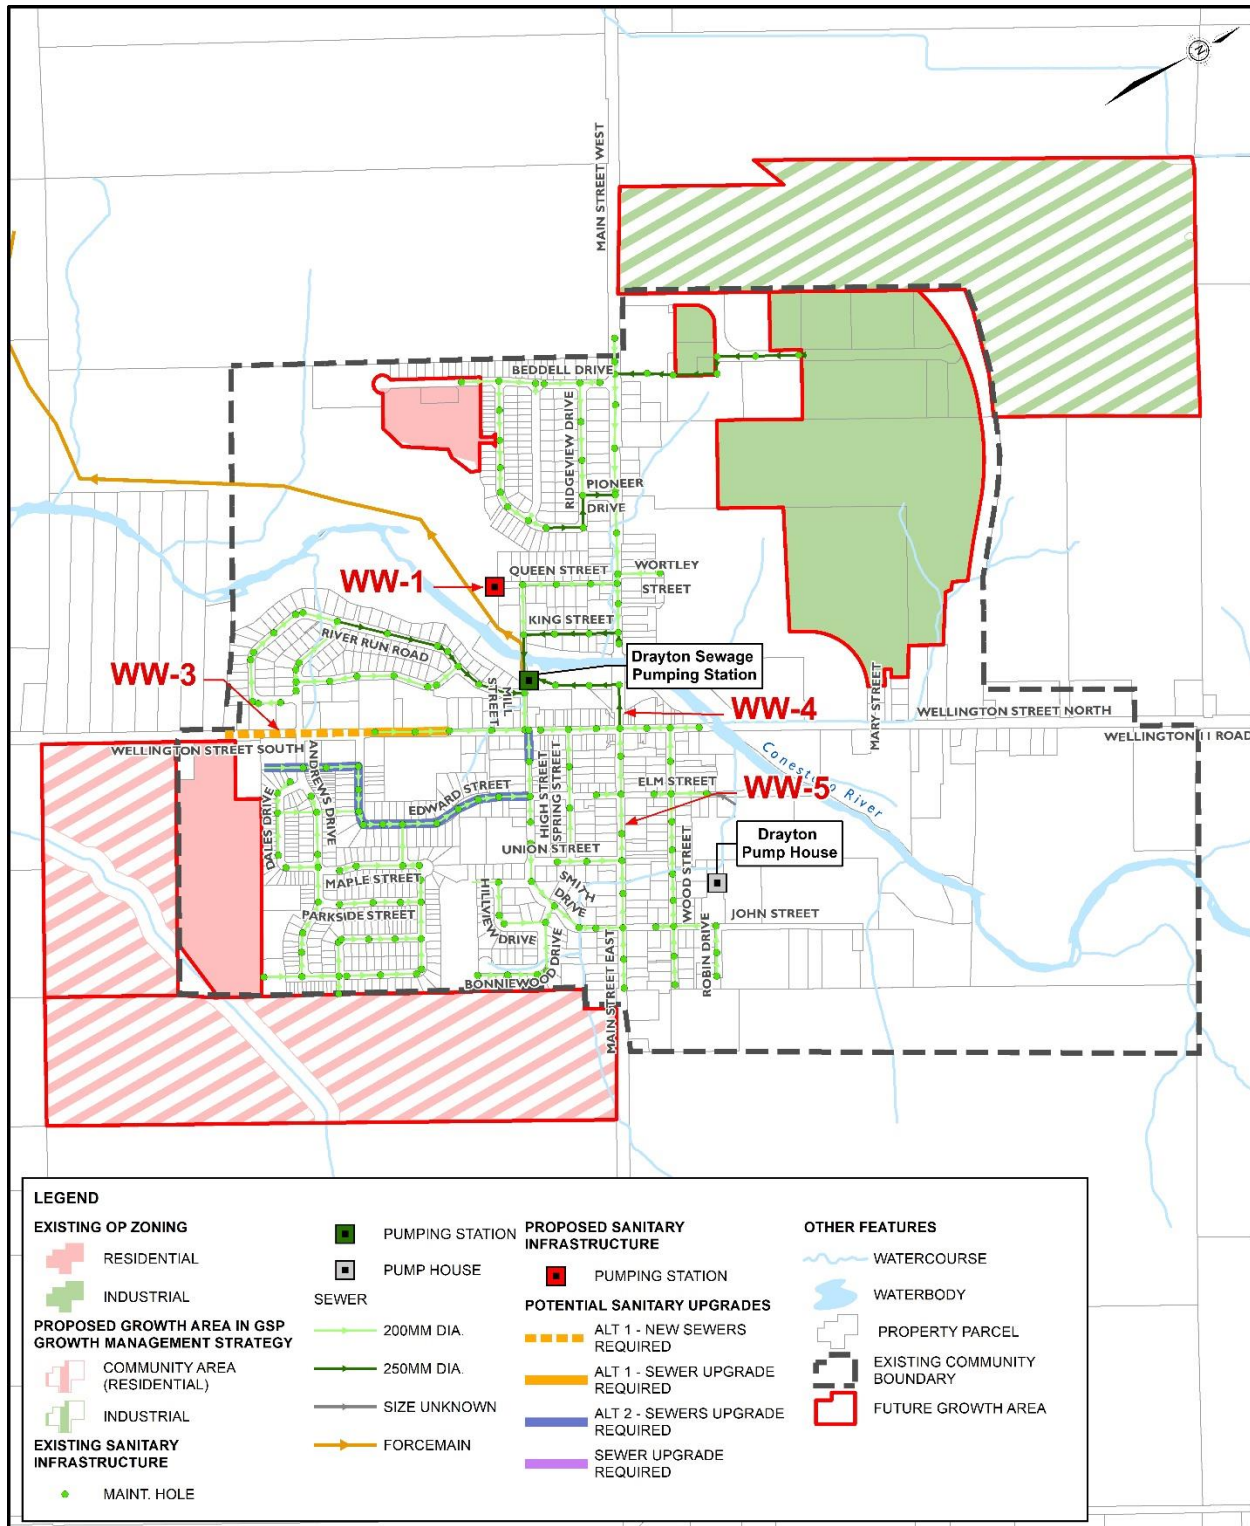 N
MAIN STREET WEST
BEDDELL DRIVE
RIDGEVIEW DRIVE
PIONEER
DRIVE
QUEEN STREET
WORTLEY
STREET
WW-1
KING STREET
RIVER RUN ROAD
Drayton Sewage
Pumping Station
WW-3
MILL
STREET
WW-4
MARY STREET
WELLINGTON STREET NORTH
WELLINGTON STREET SOUTH
WELLINGTON 11 ROAD
Conestogo River
ANDREWS DRIVE
DALES DRIVE
EDWARD STREET
HIGH STREET
SPRING STREET
ELM STREET
WW-5
UNION STREET
Drayton
Pump House
WOOD STREET
MAPLE STREET
SMITH
DRIVE
PARKSIDE STREET
HILLVIEW
DRIVE
JOHN STREET
ROBIN DRIVE
BONNIEWOOD DRIVE
MAIN STREET EAST
LEGEND
EXISTING OP ZONING
RESIDENTIAL
INDUSTRIAL
PROPOSED GROWTH AREA IN GSP
GROWTH MANAGEMENT STRATEGY
COMMUNITY AREA
(RESIDENTIAL)
INDUSTRIAL
EXISTING SANITARY
INFRASTRUCTURE
MAINT. HOLE
PUMPING STATION
PUMP HOUSE
SEWER
200MM DIA.
250MM DIA.
SIZE UNKNOWN
FORCEMAIN
PROPOSED SANITARY
INFRASTRUCTURE
PUMPING STATION
POTENTIAL SANITARY UPGRADES
ALT 1 - NEW SEWERS
REQUIRED
ALT 1 - SEWER UPGRADE
REQUIRED
ALT 2 - SEWERS UPGRADE
REQUIRED
SEWER UPGRADE
REQUIRED
OTHER FEATURES
WATERCOURSE
WATERBODY
PROPERTY PARCEL
EXISTING COMMUNITY
BOUNDARY
FUTURE GROWTH AREA